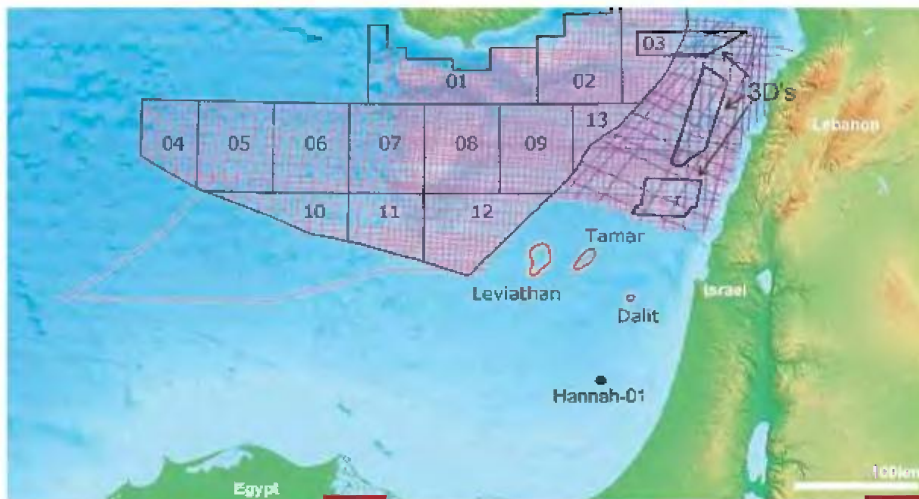 03
01
02
3D's
13
Lebanon
04
05
06
07
08
09
10
11
12
Tamar
Leviathan
Israel
Dalit
Hannah-01
Egypt
100km